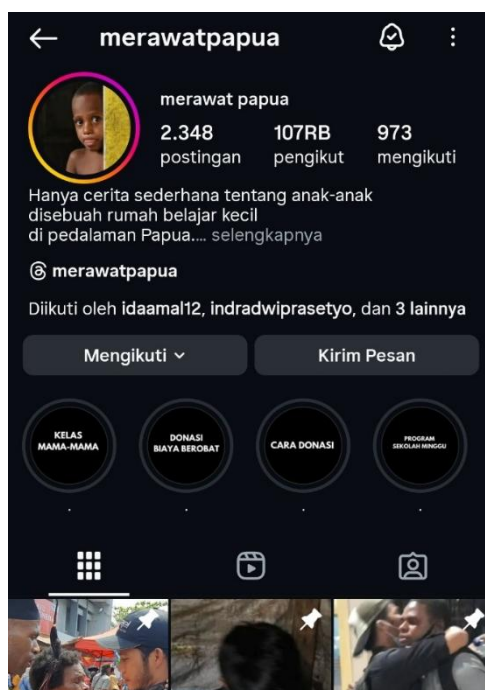 merawatpapua
merawat papua
2.348 107RB 973
postingan pengikut mengikuti
Hanya cerita sederhana tentang anak-anak
disebuah rumah belajar kecil
di pedalaman Papua.... selengkapnya
merawatpapua
Diikuti oleh idaamal12, indradwiprasetyo, dan 3 lainnya
Mengikuti Kirim Pesan
KELAS
MAMA-MAMA
DONASI
BIAYA BEROBAT
CARA DONASI
PROGRAM
SEKOLAH MINGGU